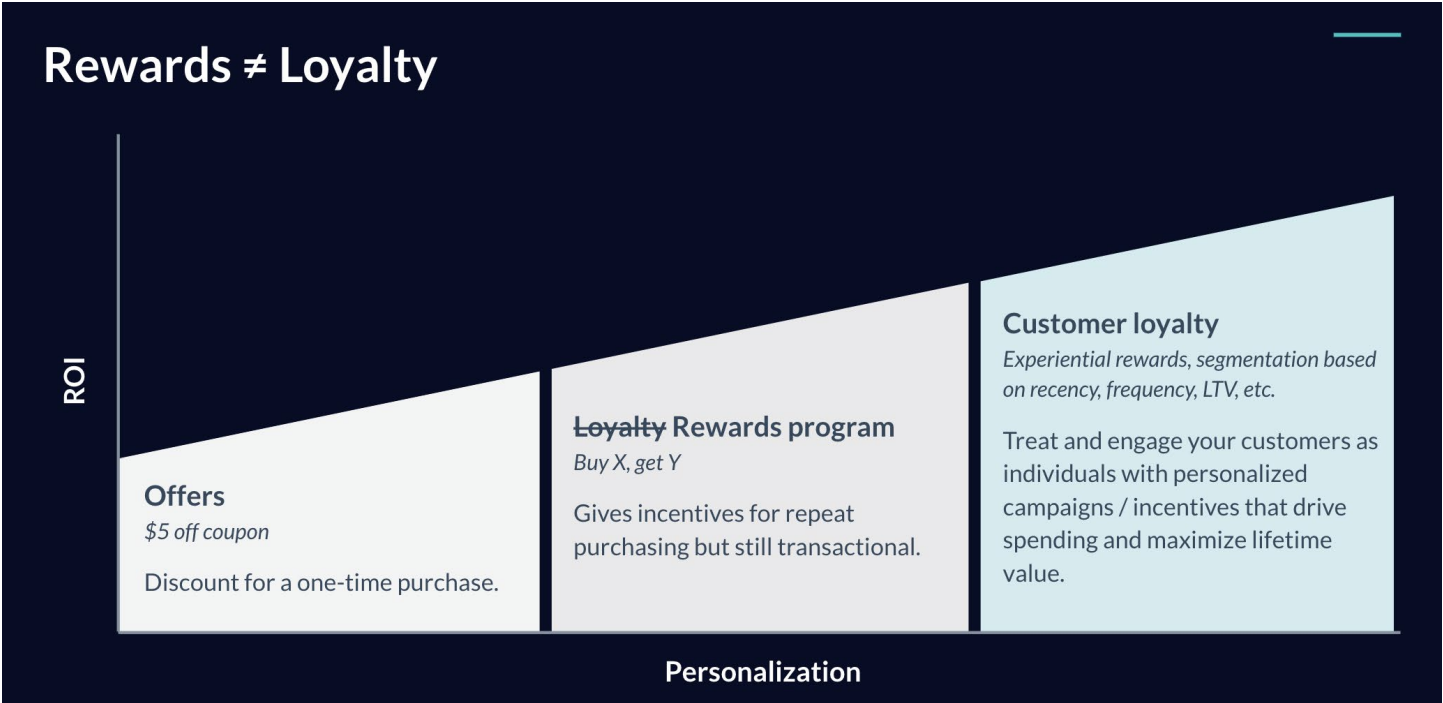 Rewards ≠ Loyalty
ROI
Offers
$5 off coupon
Discount for a one-time purchase.
Loyalty Rewards program
Buy X, get Y
Gives incentives for repeat
purchasing but still transactional.
Customer loyalty
Experiential rewards, segmentation based
on recency, frequency, LTV, etc.
Treat and engage your customers as
individuals with personalized
campaigns / incentives that drive
spending and maximize lifetime
value.
Personalization